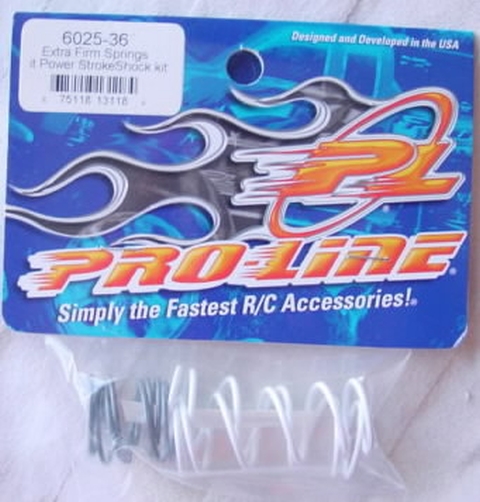 6025-36
Extra Firm Springs
it Power StrokeShock kit
75118 13118
Designed and Developed in the USA
PL
PRO-LINE®
Simply the Fastest R/C Accessories!®